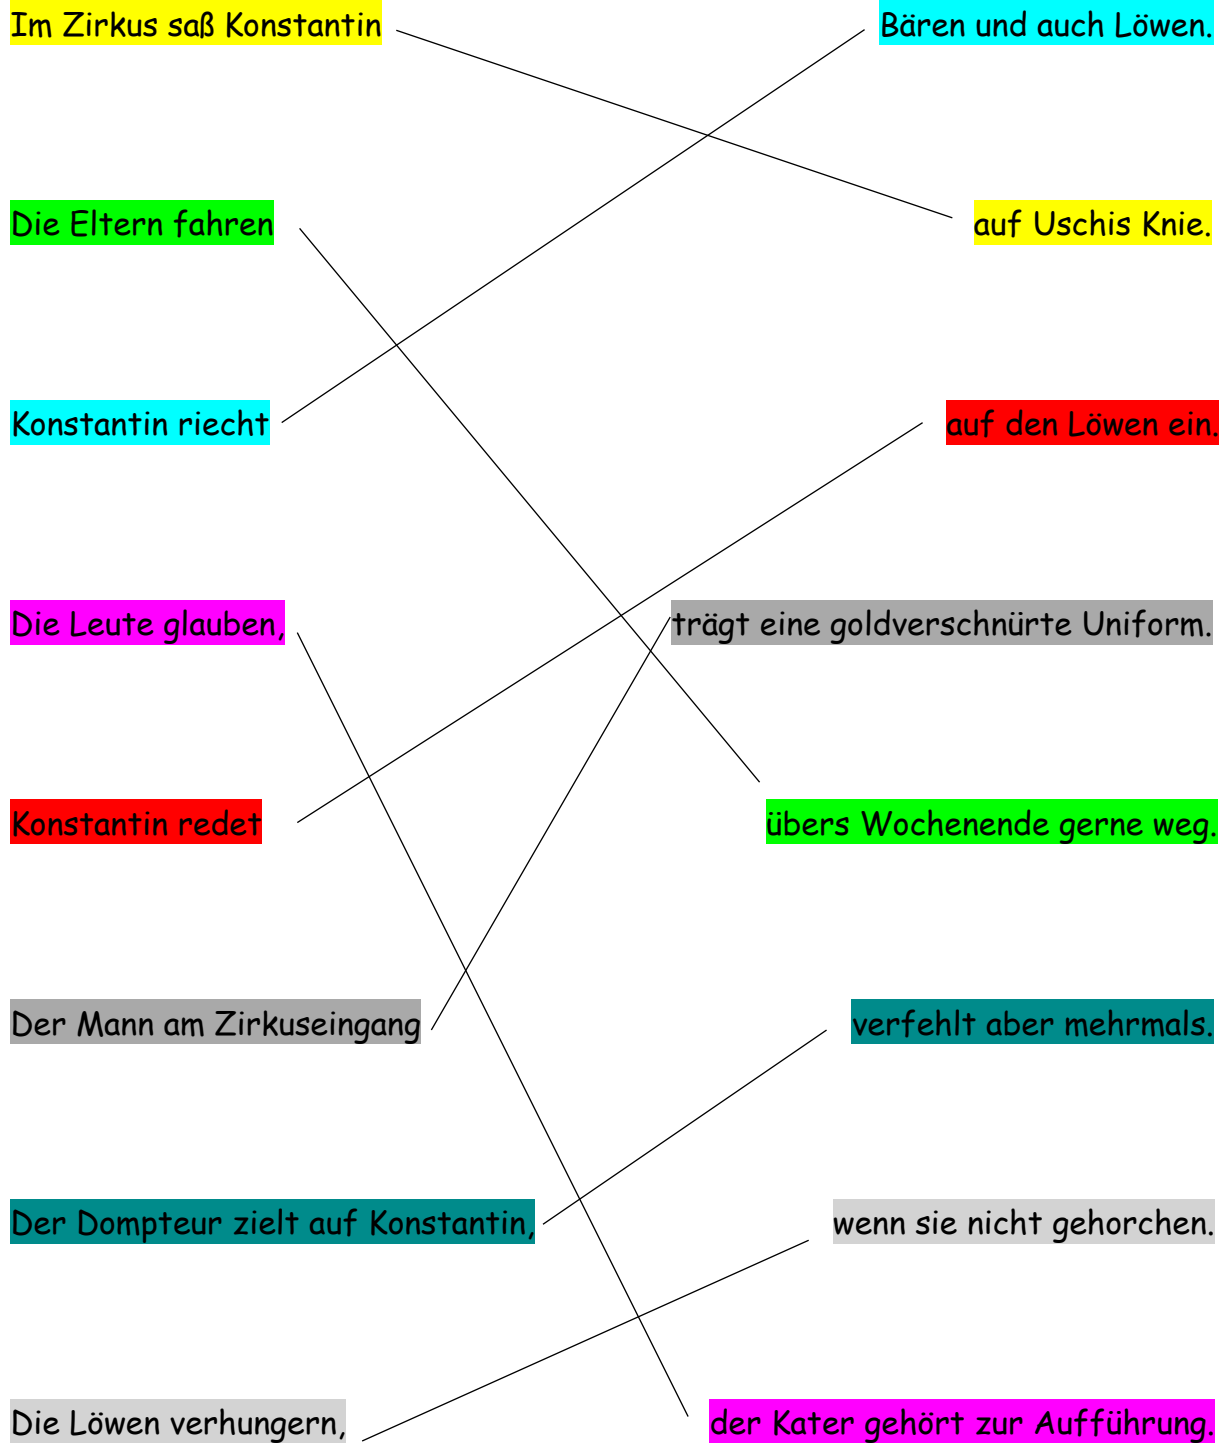 Im Zirkus saß Konstantin
Bären und auch Löwen.
Die Eltern fahren
auf Uschis Knie.
Konstantin riecht
auf den Löwen ein.
Die Leute glauben,
trägt eine goldverschnürte Uniform.
Konstantin redet
übers Wochenende gerne weg.
Der Mann am Zirkuseingang
verfehlt aber mehrmals.
Der Dompteur zielt auf Konstantin,
wenn sie nicht gehorchen.
Die Löwen verhungern,
der Kater gehört zur Aufführung.